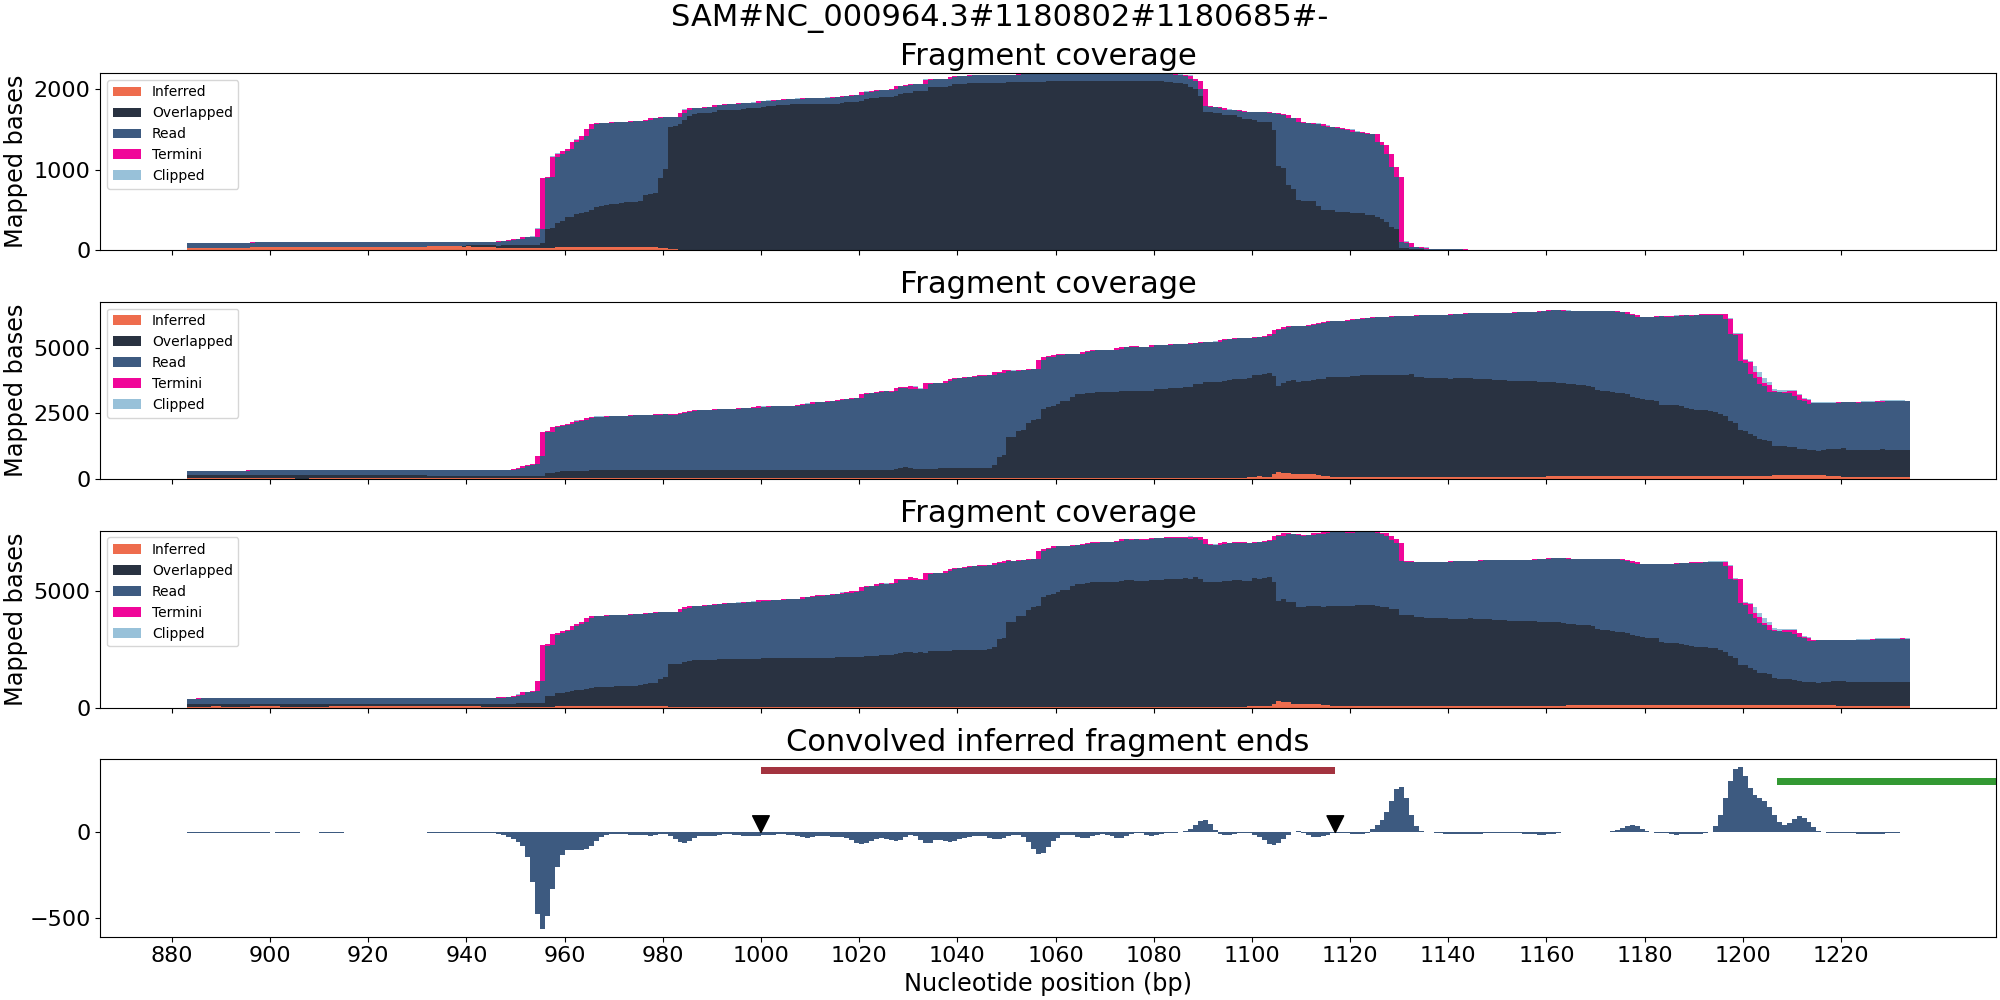 SAM#NC_000964.3#1180802#1180685#-
Fragment coverage
Mapped bases
2000
1000
0
Inferred
Overlapped
Read
Termini
Clipped
Fragment coverage
Mapped bases
5000
2500
0
Inferred
Overlapped
Read
Termini
Clipped
Fragment coverage
Mapped bases
5000
0
Inferred
Overlapped
Read
Termini
Clipped
Convolved inferred fragment ends
0
−500
880 900 920 940 960 980 1000 1020 1040 1060 1080 1100 1120 1140 1160 1180 1200 1220
Nucleotide position (bp)